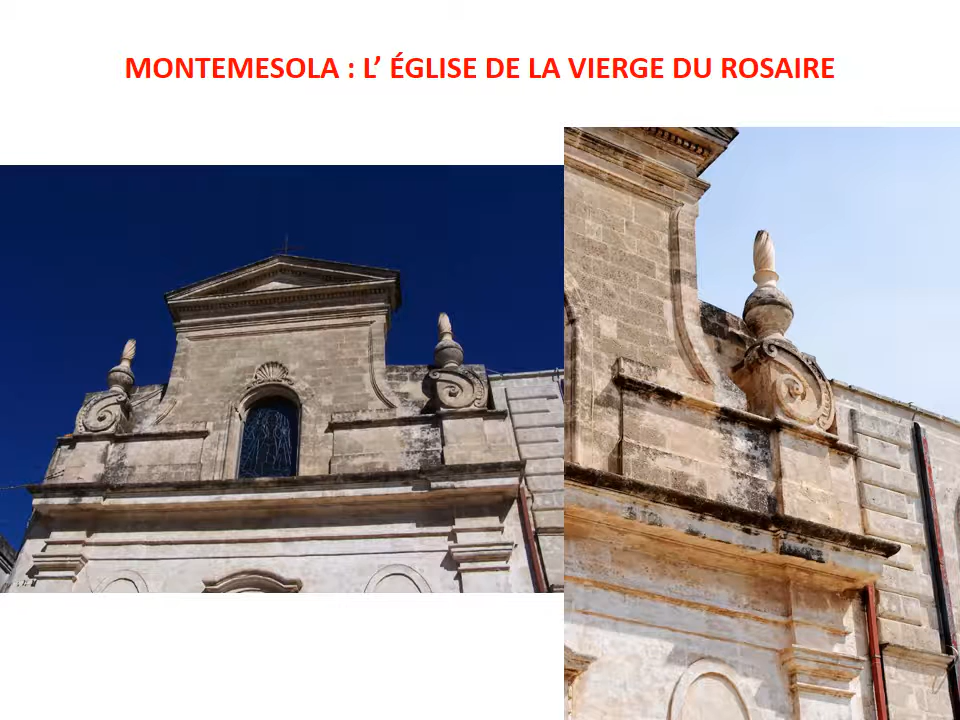 MONTEMESOLA : L’ ÉGLISE DE LA VIERGE DU ROSAIRE